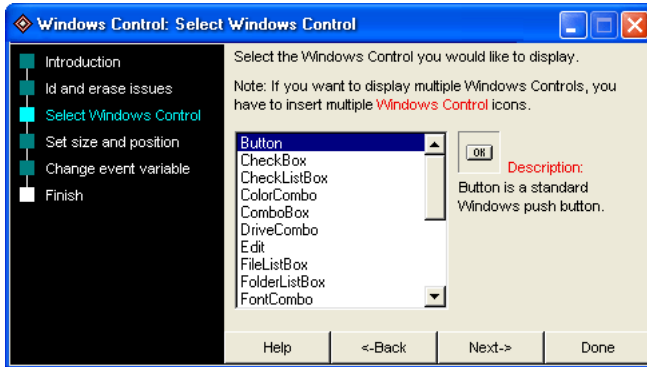 Windows Control: Select Windows Control
Introduction
Id and erase issues
Select Windows Control
Set size and position
Change event variable
Finish
Select the Windows Control you would like to display.
Note: If you want to display multiple Windows Controls, you
have to insert multiple Windows Control icons.
Button
CheckBox
CheckListBox
ColorCombo
ComboBox
DriveCombo
Edit
FileListBox
FolderListBox
FontCombo
OK
Description:
Button is a standard
Windows push button.
Help
<-Back
Next->
Done